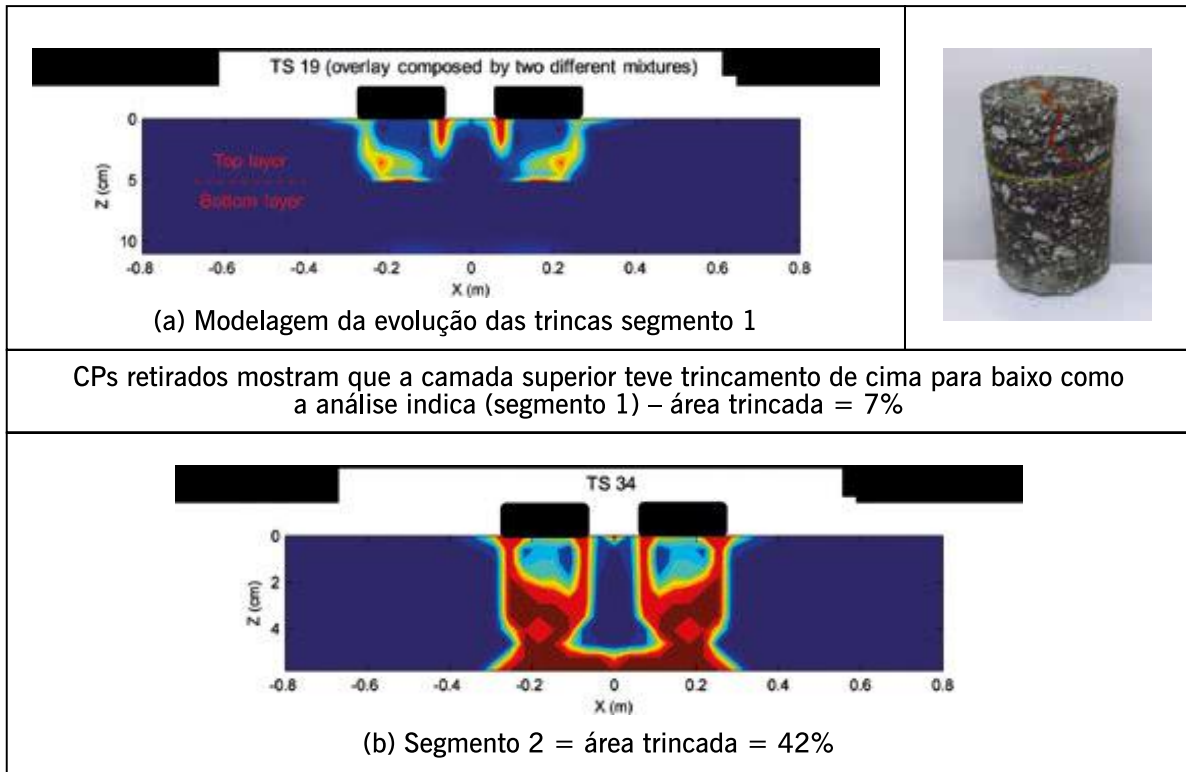 TS 19 (overlay composed by two different mixtures)
0
Top layer
Z (cm)
5
Bottom layer
10
-0.8 -0.6 -0.4 -0.2 0 0.2 0.4 0.6 0.8
X (m)
(a) Modelagem da evolução das trincas segmento 1
CPs retirados mostram que a camada superior teve trincamento de cima para baixo como
a análise indica (segmento 1) – área trincada = 7%
TS 34
0
2
Z (cm)
4
-0.8 -0.6 -0.4 -0.2 0 0.2 0.4 0.6 0.8
X (m)
(b) Segmento 2 = área trincada = 42%